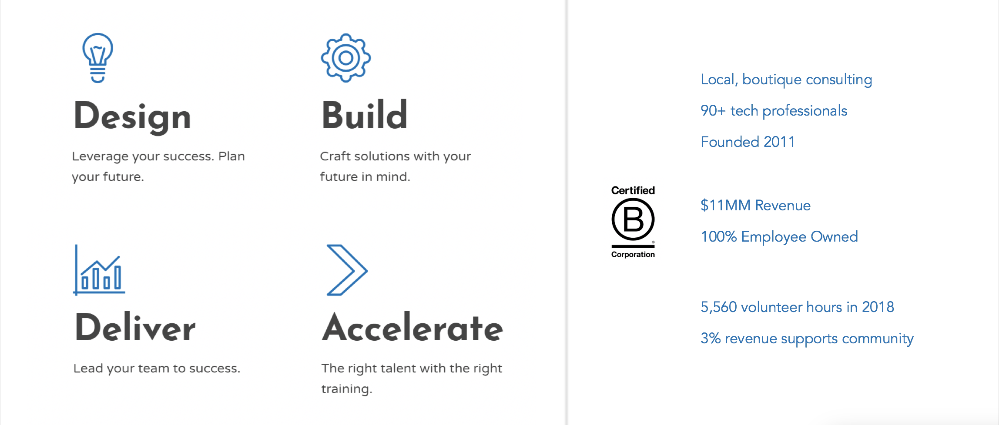 Design
Leverage your success. Plan
your future.
Build
Craft solutions with your
future in mind.
Deliver
Lead your team to success.
Accelerate
The right talent with the right
training.
Local, boutique consulting
90+ tech professionals
Founded 2011
Certified
B
®
Corporation
$11MM Revenue
100% Employee Owned
5,560 volunteer hours in 2018
3% revenue supports community